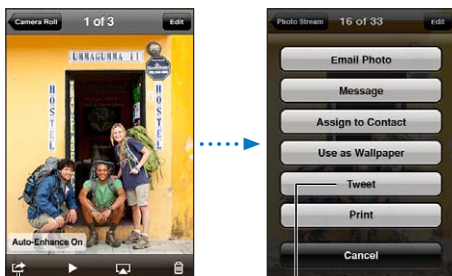 Camera Roll 1 of 3 Edit
UMMAGUMMA II
HOSTEL
HOSTEL
Auto-Enhance On
Photo Stream 16 of 33 Edit
Email Photo
Message
Assign to Contact
Use as Wallpaper
Tweet
Print
Cancel